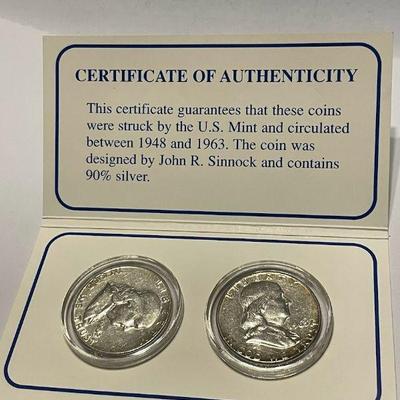 CERTIFICATE OF AUTHENTICITY
This certificate guarantees that these coins
were struck by the U.S. Mint and circulated
between 1948 and 1963. The coin was
designed by John R. Sinnock and contains
90% silver.
LIBERTY